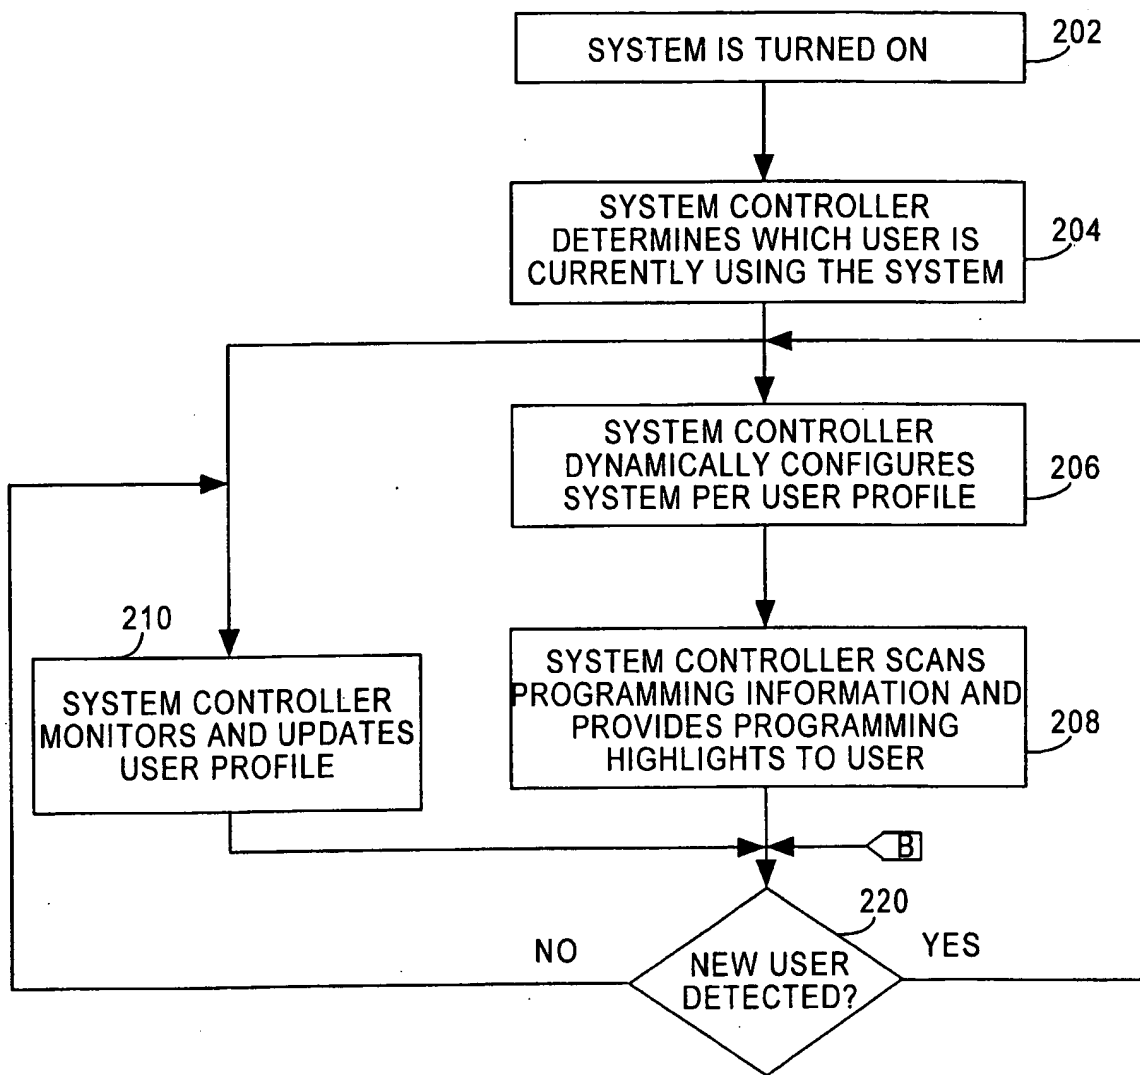 SYSTEM IS TURNED ON
202
SYSTEM CONTROLLER
DETERMINES WHICH USER IS
CURRENTLY USING THE SYSTEM
204
SYSTEM CONTROLLER
DYNAMICALLY CONFIGURES
SYSTEM PER USER PROFILE
206
210
SYSTEM CONTROLLER
MONITORS AND UPDATES
USER PROFILE
SYSTEM CONTROLLER SCANS
PROGRAMMING INFORMATION AND
PROVIDES PROGRAMMING
HIGHLIGHTS TO USER
208
B
220
NO
YES
NEW USER
DETECTED?